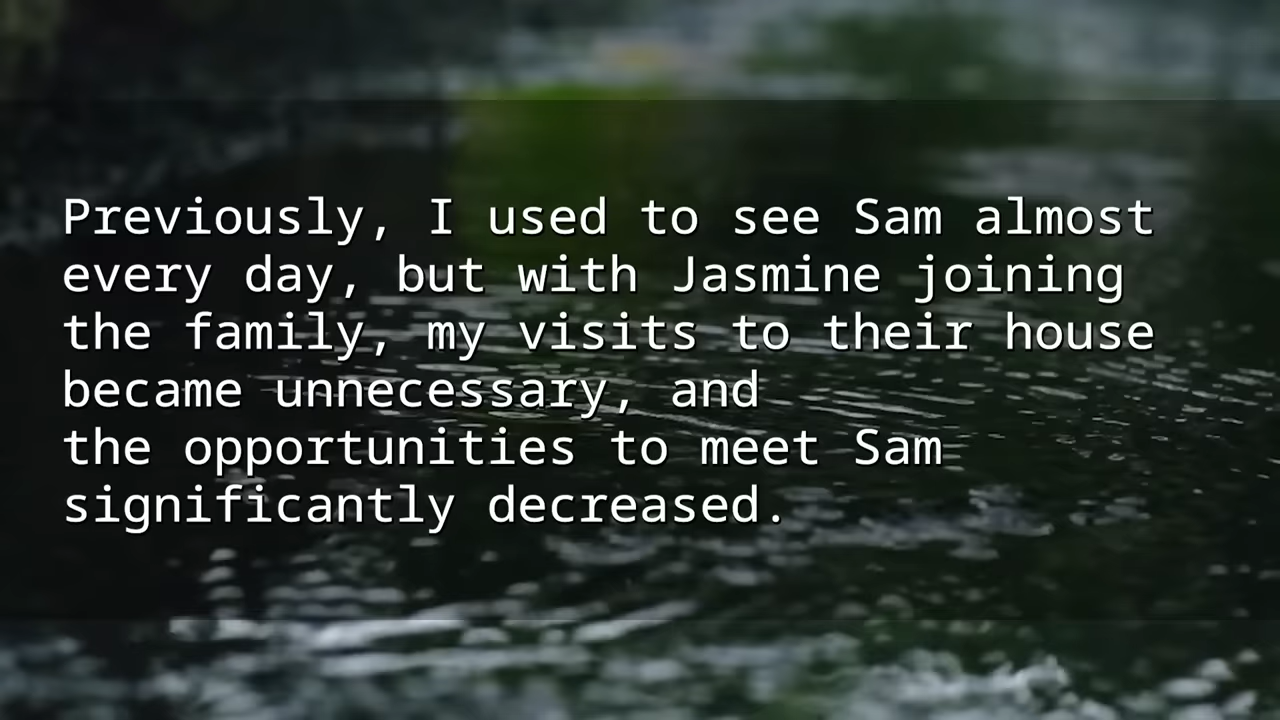 Previously, I used to see Sam almost
every day, but with Jasmine joining
the family, my visits to their house
became unnecessary, and
the opportunities to meet Sam
significantly decreased.